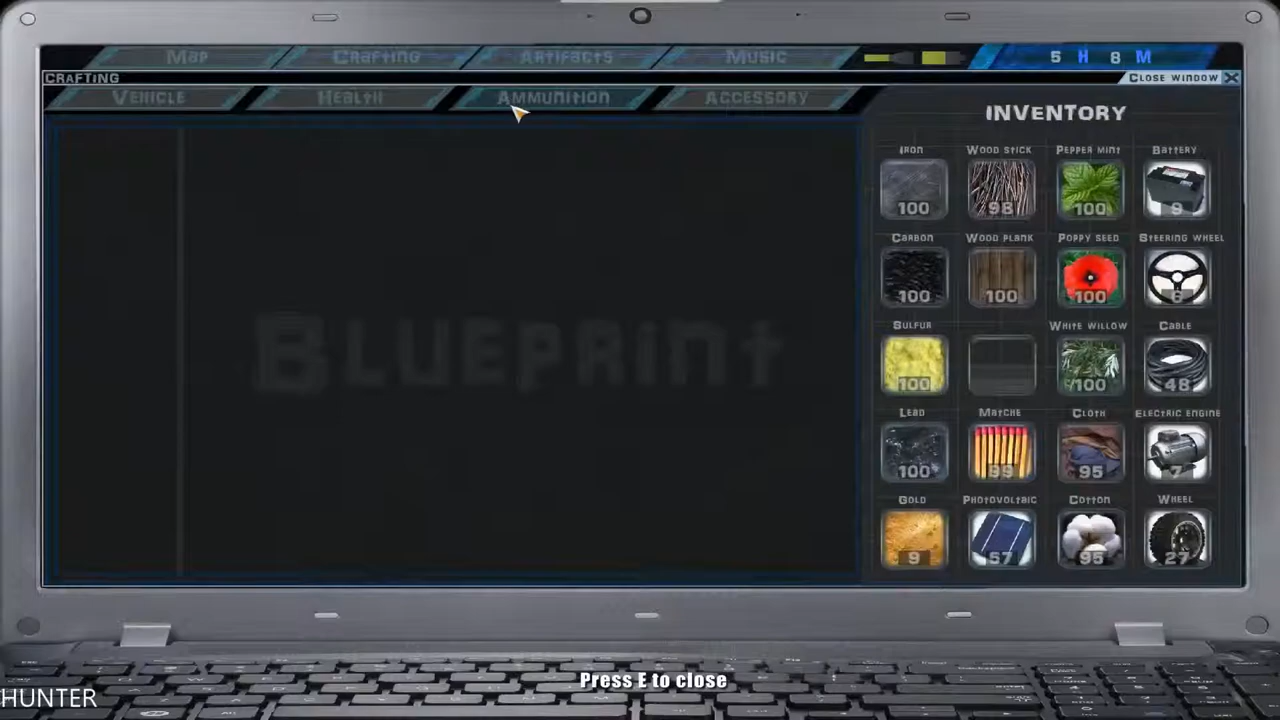 Map Crafting Artifacts Music 5 H 8 M
Crafting Close Window
Vehicle Health Ammunition Accessory
Inventory
Iron Wood stick Pepper mint Battery
100 98 100 9
Carbon Wood plank Poppy seed Steering wheel
100 100 100 6
Sulfur White willow Cable
100 100 48
Lead Matche Cloth Electric engine
100 99 95 7
Gold Photovoltaic Cotton Wheel
9 57 95 27
Blueprint
Press E to close
HUNTER